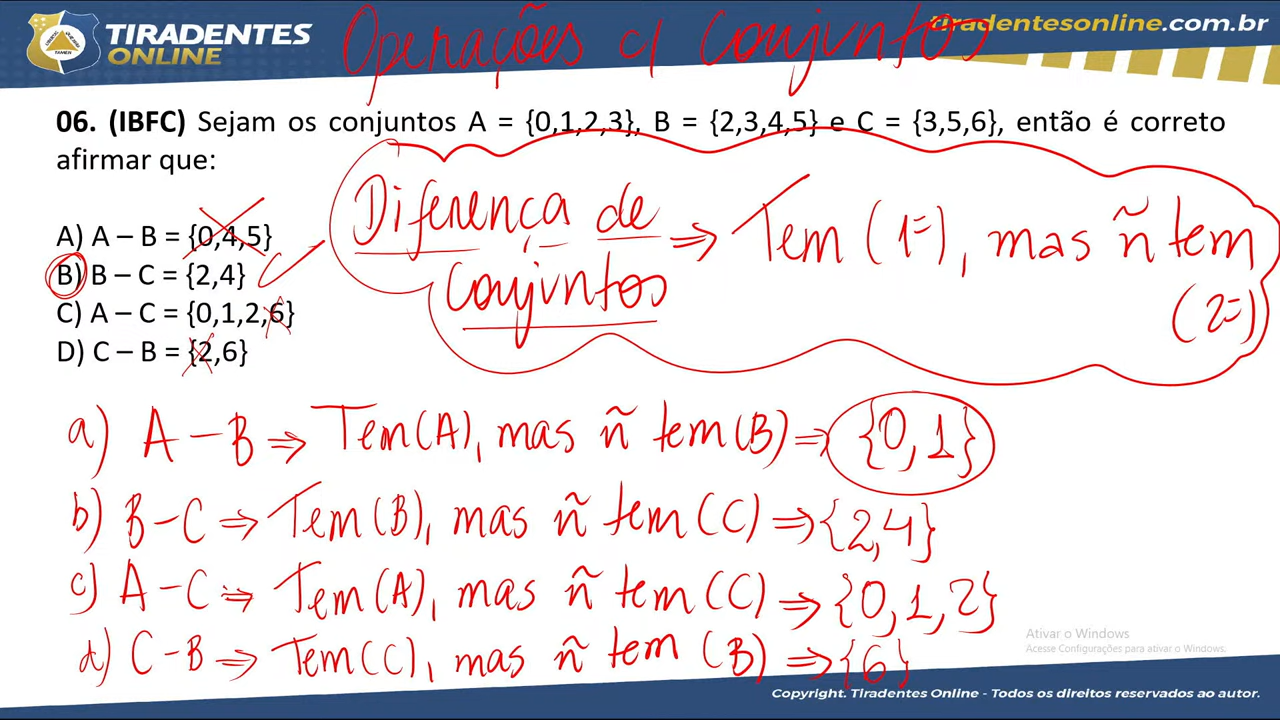 TIRADENTES
ONLINE
tiradentesonline.com.br
Operações c/ Conjuntos
06. (IBFC) Sejam os conjuntos A = {0,1,2,3}, B = {2,3,4,5} e C = {3,5,6}, então é correto
afirmar que:
A) A – B = {0,4,5}
B) B – C = {2,4}
C) A – C = {0,1,2,6}
D) C – B = {2,6}
Diferença de
Conjuntos
⇒ Tem (1º), mas ñ tem
(2º)
a) A – B ⇒ Tem(A), mas ñ tem(B) ⇒ {0,1}
b) B – C ⇒ Tem(B), mas ñ tem(C) ⇒ {2,4}
c) A – C ⇒ Tem(A), mas ñ tem(C) ⇒ {0,1,2}
d) C – B ⇒ Tem(C), mas ñ tem (B) ⇒ {6}
Ativar o Windows
Acesse Configurações para ativar o Windows.
Copyright. Tiradentes Online - Todos os direitos reservados ao autor.